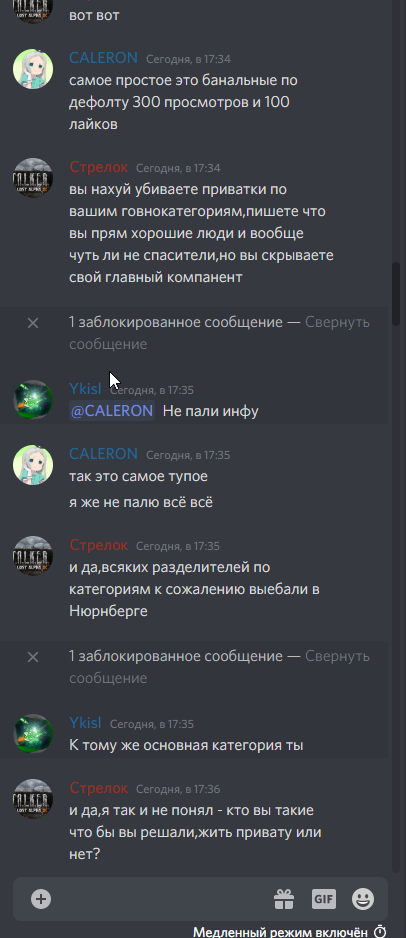 вот вот
CALERON Сегодня, в 17:34
самое простое это банальные по
дефолту 300 просмотров и 100
лайков
Стрелок Сегодня, в 17:34
вы нахуй убиваете приватки по
вашим говнокатегориям,пишете что
вы прям хорошие люди и вообще
чуть ли не спасители,но вы скрываете
свой главный компанент
1 заблокированное сообщение — Свернуть
сообщение
Ykisl Сегодня, в 17:35
@CALERON Не пали инфу
CALERON Сегодня, в 17:35
так это самое тупое
я же не палю всё всё
Стрелок Сегодня, в 17:35
и да,всяких разделителей по
категориям к сожалению выебали в
Нюрнберге
1 заблокированное сообщение — Свернуть
сообщение
Ykisl Сегодня, в 17:35
К тому же основная категория ты
Стрелок Сегодня, в 17:36
и да,я так и не понял - кто вы такие
что бы вы решали,жить привату или
нет?
GIF
Медленный режим включён